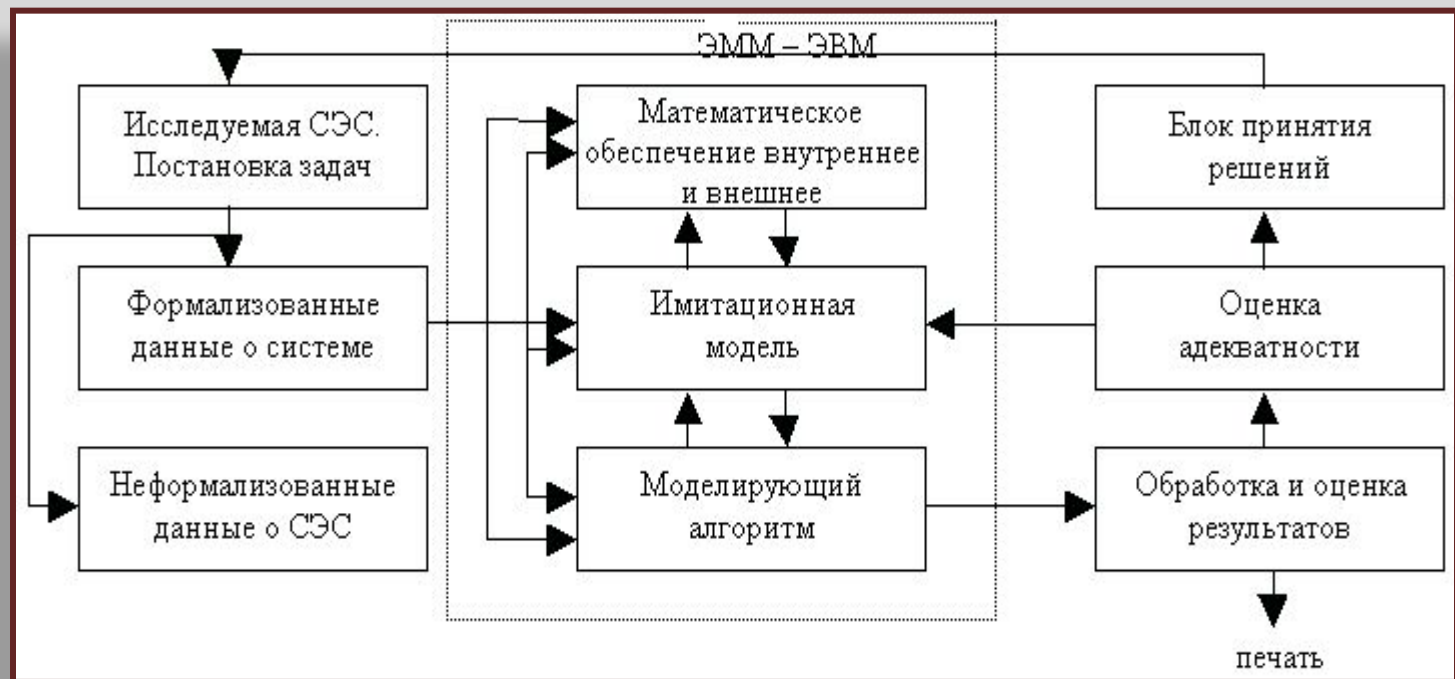 ЭММ – ЭВМ
Исследуемая СЭС.
Постановка задач
Формализованные
данные о системе
Неформализованные
данные о СЭС
Математическое
обеспечение внутреннее
и внешнее
Имитационная
модель
Моделирующий
алгоритм
Блок принятия
решений
Оценка
адекватности
Обработка и оценка
результатов
печать